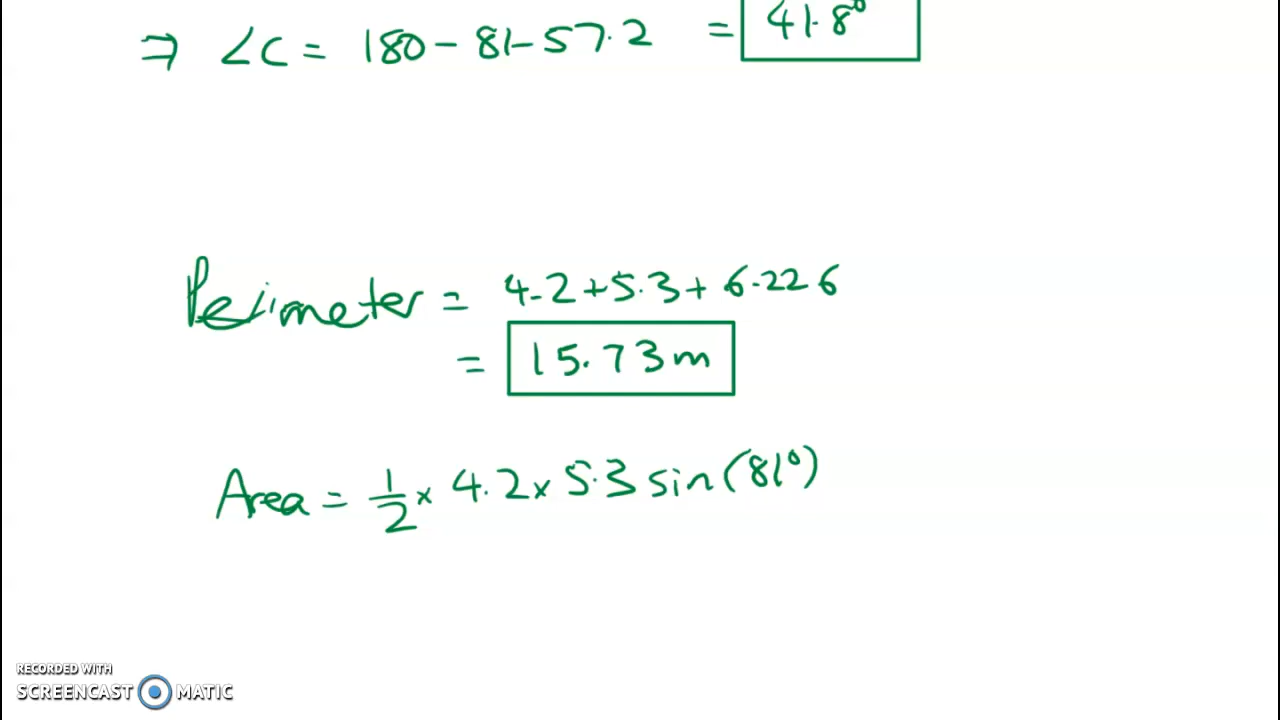 ⇒ ∠C = 180 - 81 - 57.2 = 41.8°
Perimeter = 4.2 + 5.3 + 6.226
= 15.73m
Area = 1/2 × 4.2 × 5.3 sin(81°)
RECORDED WITH
SCREENCAST MATIC